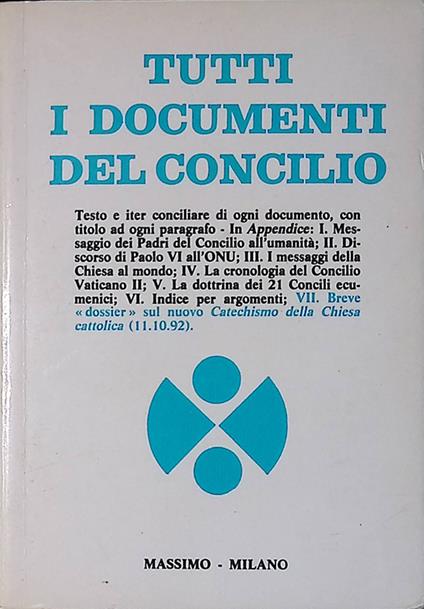 TUTTI
I DOCUMENTI
DEL CONCILIO
Testo e iter conciliare di ogni documento, con
titolo ad ogni paragrafo - In Appendice: I. Mes-
saggio dei Padri del Concilio all'umanità; II. Di-
scorso di Paolo VI all'ONU; III. I messaggi della
Chiesa al mondo; IV. La cronologia del Concilio
Vaticano II; V. La dottrina dei 21 Concili ecu-
menici; VI. Indice per argomenti; VII. Breve
« dossier » sul nuovo Catechismo della Chiesa
cattolica (11.10.92).
MASSIMO - MILANO